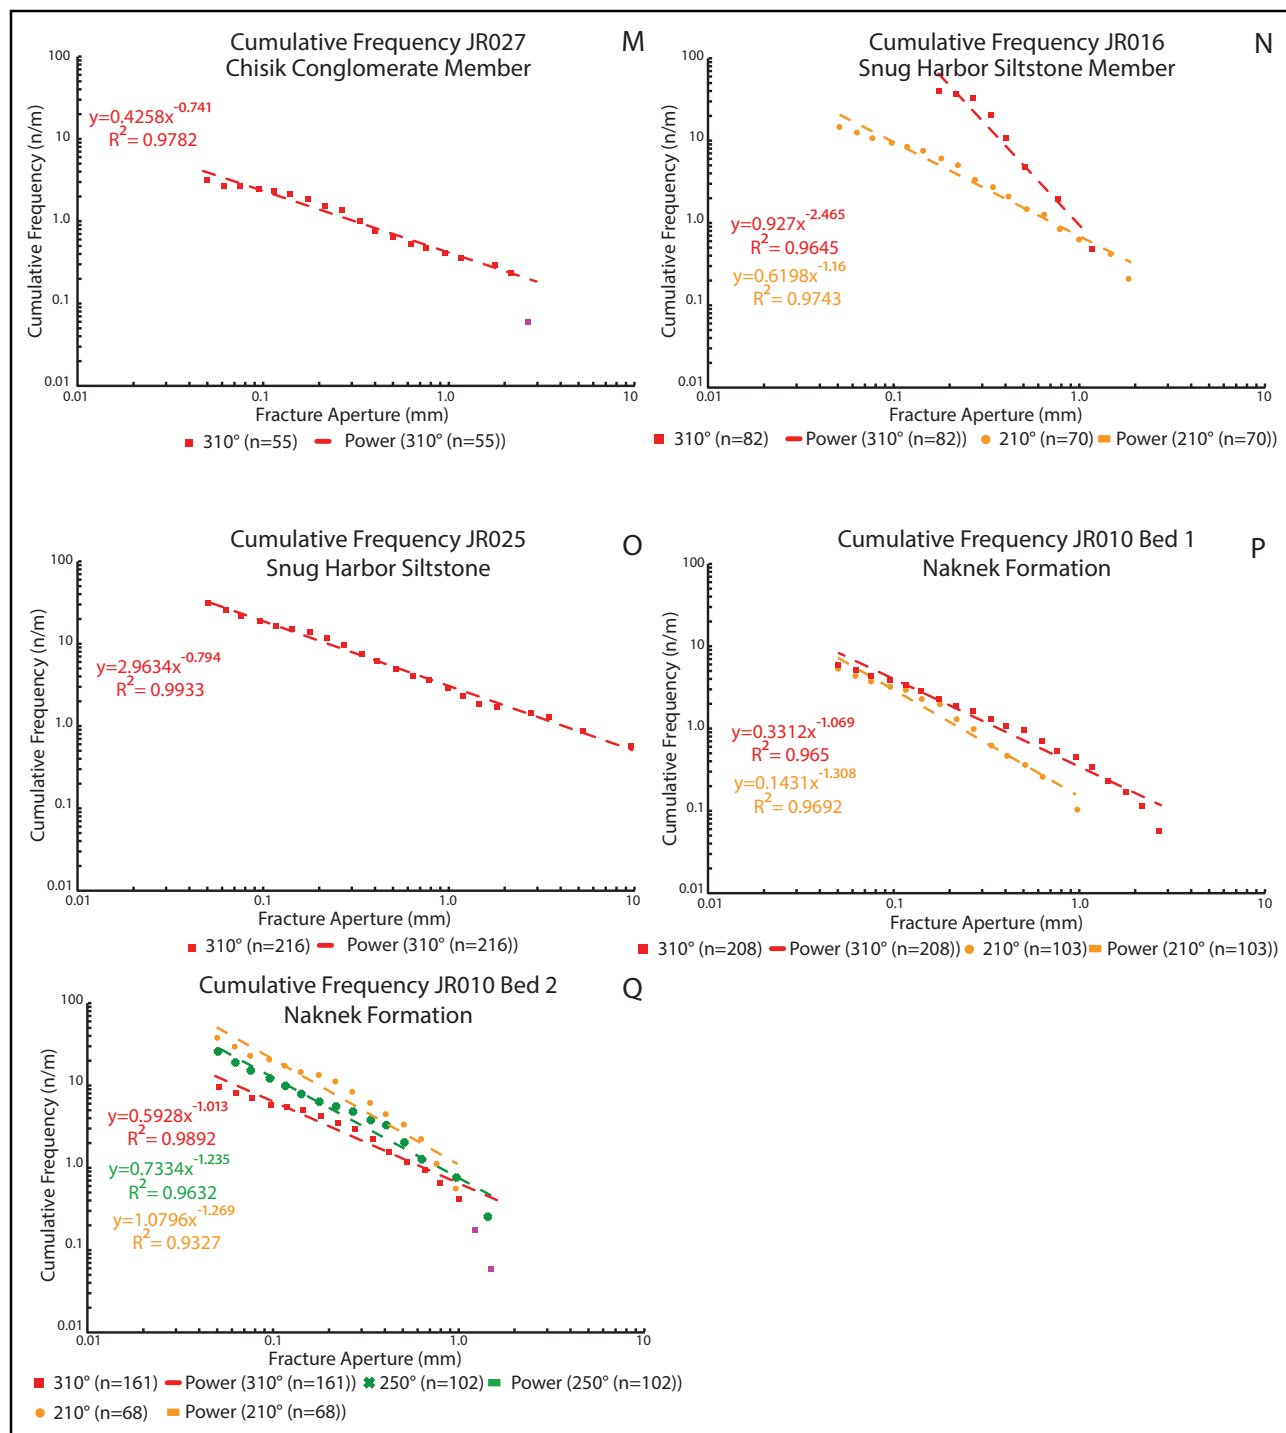 Cumulative Frequency JR027
Chisik Conglomerate Member
M
Cumulative Frequency (n/m)
100
10
1.0
0.1
0.01
y=0.4258x^-0.741
R²= 0.9782
0.01
0.1
1.0
10
Fracture Aperture (mm)
310° (n=55) Power (310° (n=55))
Cumulative Frequency JR016
Snug Harbor Siltstone Member
N
Cumulative Frequency (n/m)
100
10
1.0
0.1
0.01
y=0.927x^-2.465
R²= 0.9645
y=0.6198x^-1.16
R²= 0.9743
0.01
0.1
1.0
10
Fracture Aperture (mm)
310° (n=82) Power (310° (n=82)) 210° (n=70) Power (210° (n=70))
Cumulative Frequency JR025
Snug Harbor Siltstone
O
Cumulative Frequency (n/m)
100
10
1.0
0.1
0.01
y=2.9634x^-0.794
R²= 0.9933
0.01
0.1
1.0
10
Fracture Aperture (mm)
310° (n=216) Power (310° (n=216))
Cumulative Frequency JR010 Bed 1
Naknek Formation
P
Cumulative Frequency (n/m)
100
10
1.0
0.1
0.01
y=0.3312x^-1.069
R²= 0.965
y=0.1431x^-1.308
R²= 0.9692
0.01
0.1
1.0
10
Fracture Aperture (mm)
310° (n=208) Power (310° (n=208)) 210° (n=103) Power (210° (n=103))
Cumulative Frequency JR010 Bed 2
Naknek Formation
Q
Cumulative Frequency (n/m)
100
10
1.0
0.1
0.01
y=0.5928x^-1.013
R²= 0.9892
y=0.7334x^-1.235
R²= 0.9632
y=1.0796x^-1.269
R²= 0.9327
0.01
0.1
1.0
10
Fracture Aperture (mm)
310° (n=161) Power (310° (n=161)) 250° (n=102) Power (250° (n=102))
210° (n=68) Power (210° (n=68))